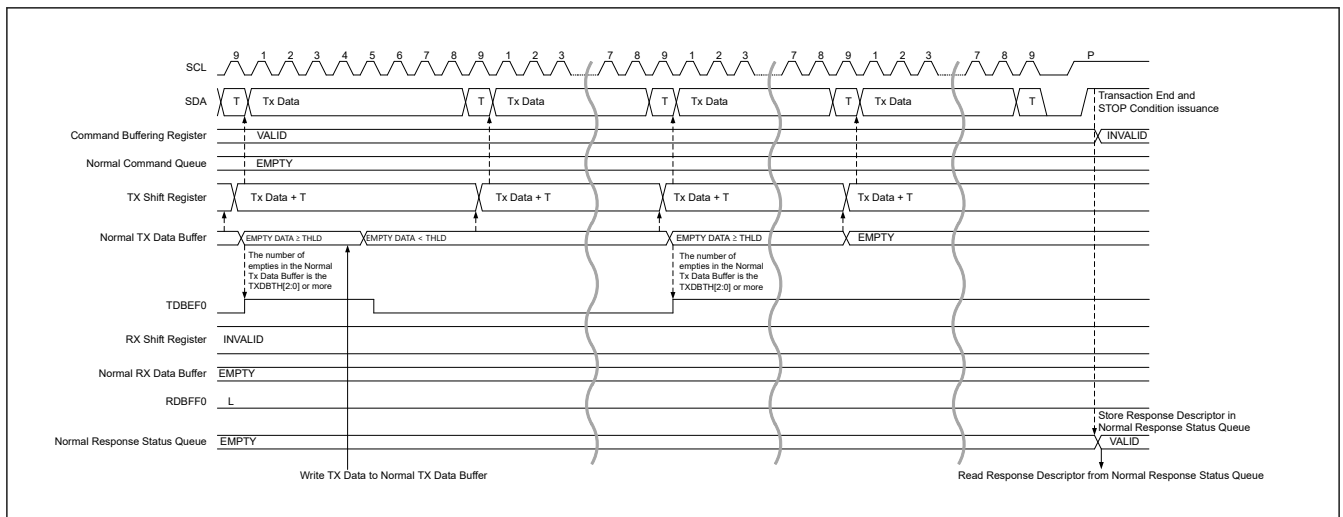 SCL 9 1 2 3 4 5 6 7 8 9 1 2 3 7 8 9 1 2 3 7 8 9 1 2 3 7 8 9 P
SDA T Tx Data T Tx Data T Tx Data T Tx Data T
Transaction End and
STOP Condition issuance
Command Buffering Register VALID INVALID
Normal Command Queue EMPTY
TX Shift Register Tx Data + T Tx Data + T Tx Data + T Tx Data + T
Normal TX Data Buffer EMPTY DATA ≥ THLD EMPTY DATA < THLD EMPTY DATA ≥ THLD EMPTY
The number of
empties in the Normal
Tx Data Buffer is the
TXDBTH[2:0] or more
The number of
empties in the Normal
Tx Data Buffer is the
TXDBTH[2:0] or more
TDBEF0
RX Shift Register INVALID
Normal RX Data Buffer EMPTY
RDBFF0 L
Store Response Descriptor in
Normal Response Status Queue
Normal Response Status Queue EMPTY VALID
Write TX Data to Normal TX Data Buffer
Read Response Descriptor from Normal Response Status Queue